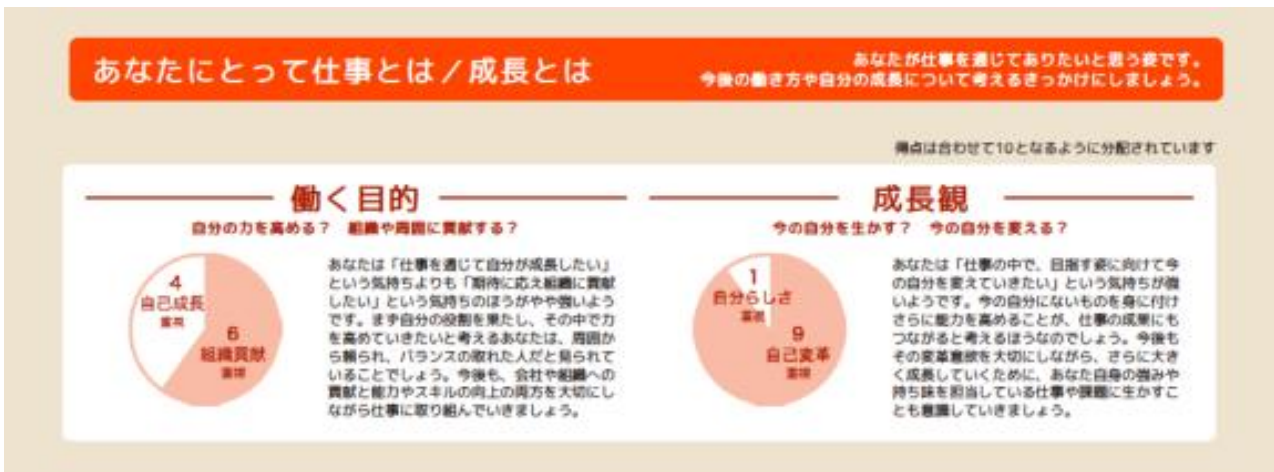 あなたにとって仕事とは／成長とは
あなたが仕事を通じてありたいと思う姿です。
今後の働き方や自分の成長について考えるきっかけにしましょう。
得点は合わせて10となるように分配されています
働く目的
自分の力を高める？　組織や周囲に貢献する？
4
自己成長
重視
6
組織貢献
重視
あなたは「仕事を通じて自分が成長したい」
という気持ちよりも「期待に応え組織に貢献
したい」という気持ちのほうがやや強いよう
です。まず自分の役割を果たし、その中で力
を高めていきたいと考えるあなたは、周囲か
ら頼られ、バランスの取れた人だと見られて
いることでしょう。今後も、会社や組織への
貢献と能力やスキルの向上の両方を大切にし
ながら仕事に取り組んでいきましょう。
成長観
今の自分を生かす？　今の自分を変える？
1
自分らしさ
重視
9
自己変革
重視
あなたは「仕事の中で、目指す姿に向けて今
の自分を変えていきたい」という気持ちが強
いようです。今の自分にないものを身に付け
さらに能力を高めることが、仕事の成果にも
つながると考えるほうなのでしょう。今後も
その変革意欲を大切にしながら、さらに大き
く成長していくために、あなた自身の強みや
持ち味を担当している仕事や課題に生かすこ
とも意識していきましょう。